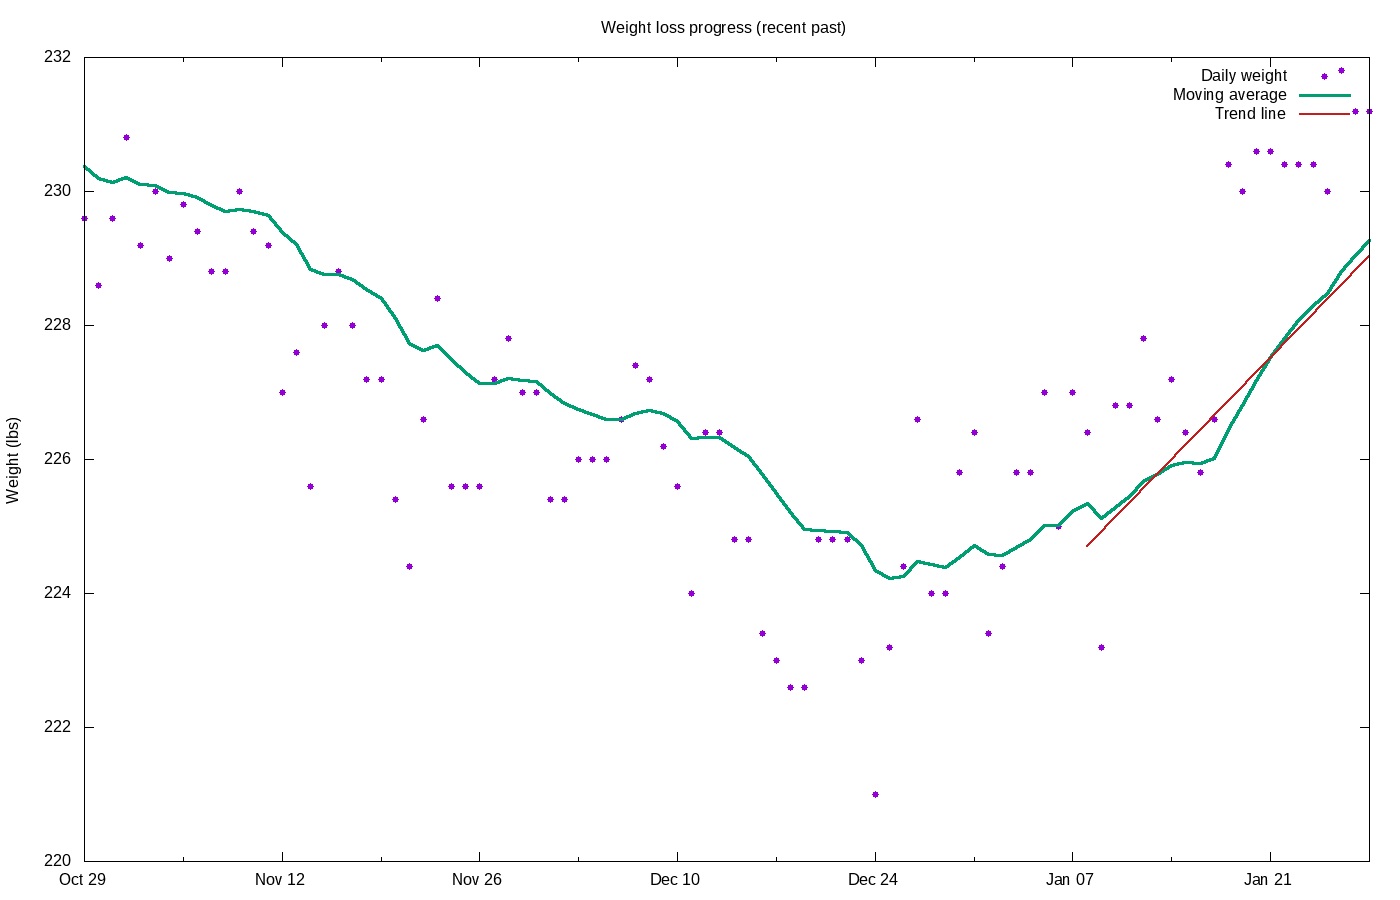 Weight loss progress (recent past)
232
230
228
226
224
222
220
Weight (lbs)
Daily weight
Moving average
Trend line
Oct 29
Nov 12
Nov 26
Dec 10
Dec 24
Jan 07
Jan 21